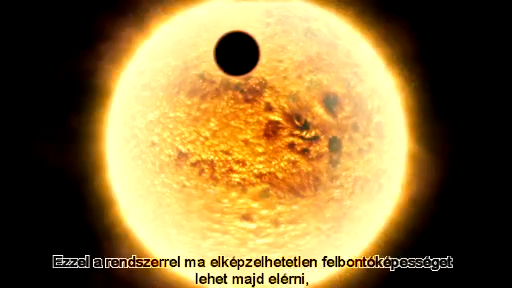 Ezzel a rendszerrel ma elképzelhetetlen felbontóképességet
lehet majd elérni,